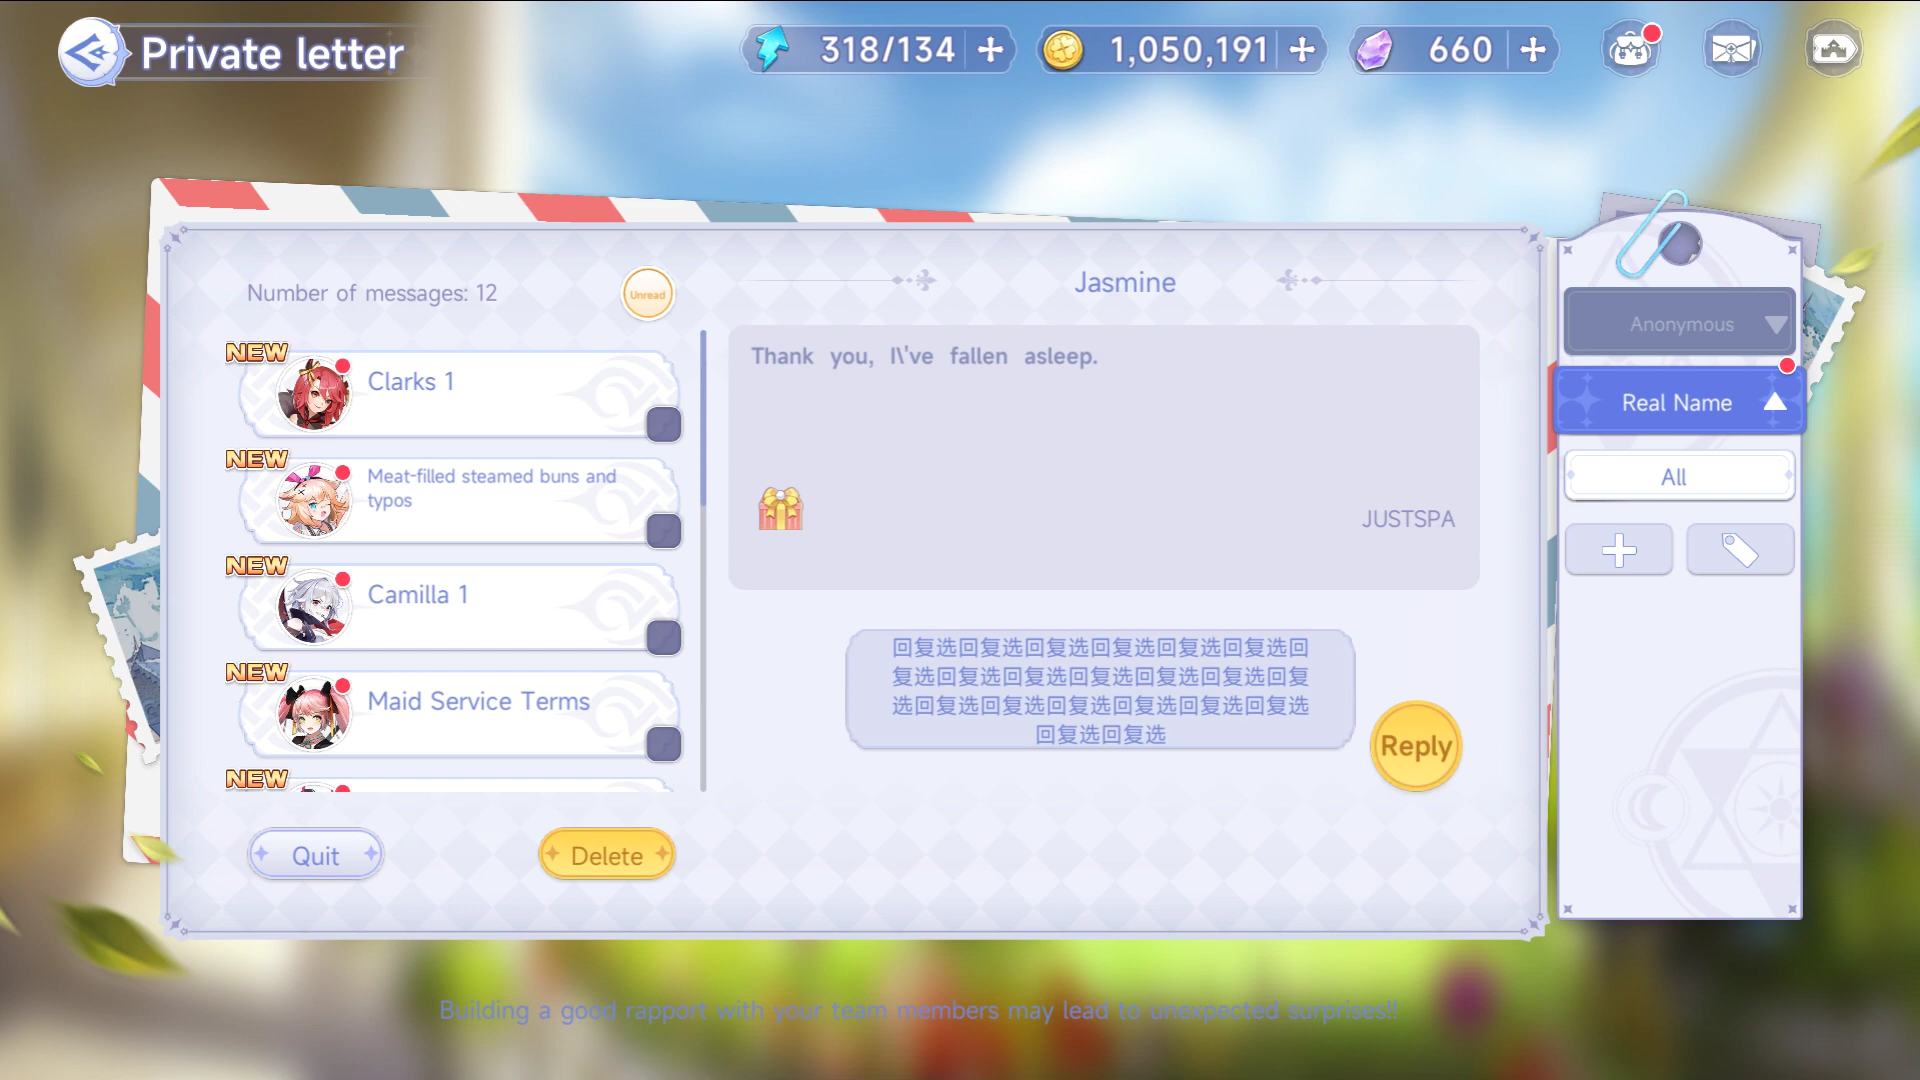 Private letter
318/134
1,050,191
660
Number of messages: 12
Unread
NEW
Clarks 1
NEW
Meat-filled steamed buns and
typos
NEW
Camilla 1
NEW
Maid Service Terms
NEW
Quit
Delete
Jasmine
Thank you, I\'ve fallen asleep.
JUSTSPA
回复选回复选回复选回复选回复选回复选回
复选回复选回复选回复选回复选回复选回复
选回复选回复选回复选回复选回复选回复选
回复选回复选
Reply
Anonymous
Real Name
All
Building a good rapport with your team members may lead to unexpected surprises!!